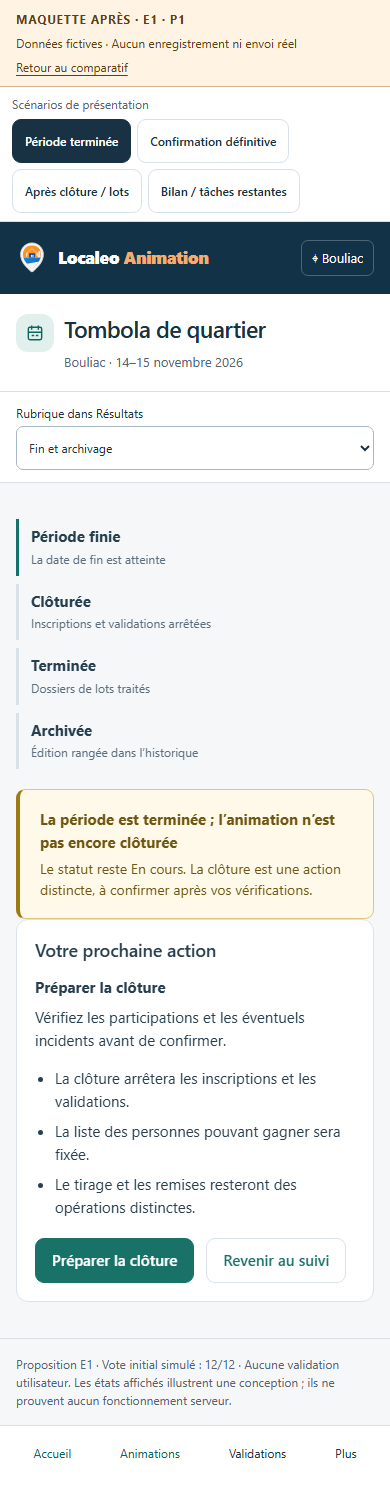 MAQUETTE APRÈS · E1 · P1
Données fictives · Aucun enregistrement ni envoi réel
Retour au comparatif
Scénarios de présentation
Période terminée
Confirmation définitive
Après clôture / lots
Bilan / tâches restantes
Localeo Animation
Bouliac
Tombola de quartier
Bouliac · 14–15 novembre 2026
Rubrique dans Résultats
Fin et archivage
Période finie
La date de fin est atteinte
Clôturée
Inscriptions et validations arrêtées
Terminée
Dossiers de lots traités
Archivée
Édition rangée dans l’historique
La période est terminée ; l’animation n’est
pas encore clôturée
Le statut reste En cours. La clôture est une action
distincte, à confirmer après vos vérifications.
Votre prochaine action
Préparer la clôture
Vérifiez les participations et les éventuels
incidents avant de confirmer.
• La clôture arrêtera les inscriptions et les
validations.
• La liste des personnes pouvant gagner sera
fixée.
• Le tirage et les remises resteront des
opérations distinctes.
Préparer la clôture
Revenir au suivi
Proposition E1 · Vote initial simulé : 12/12 · Aucune validation
utilisateur. Les états affichés illustrent une conception ; ils ne
prouvent aucun fonctionnement serveur.
Accueil
Animations
Validations
Plus